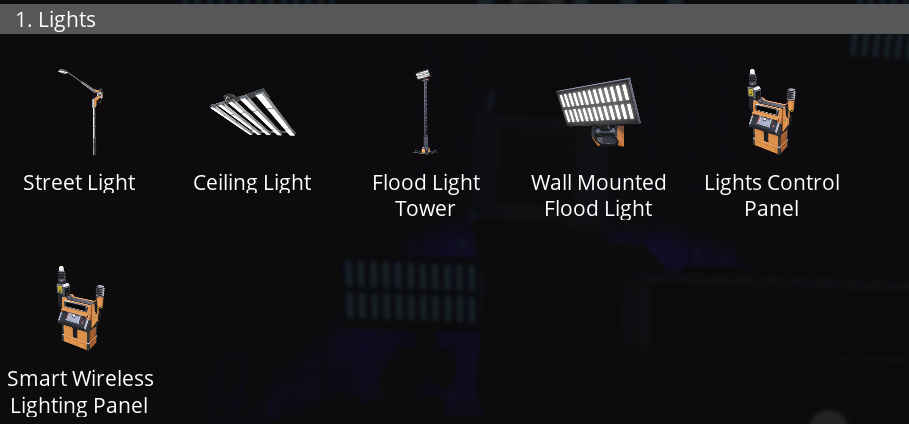 1. Lights
Street Light
Ceiling Light
Flood Light
Tower
Wall Mounted
Flood Light
Lights Control
Panel
Smart Wireless
Lighting Panel